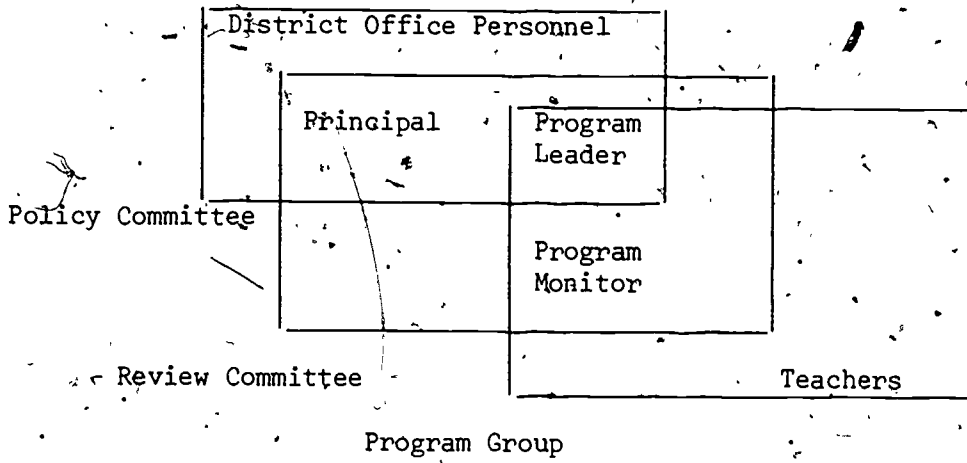 District Office Personnel
Principal
Program
Leader
Policy Committee
Program
Monitor
Review Committee
Teachers
Program Group